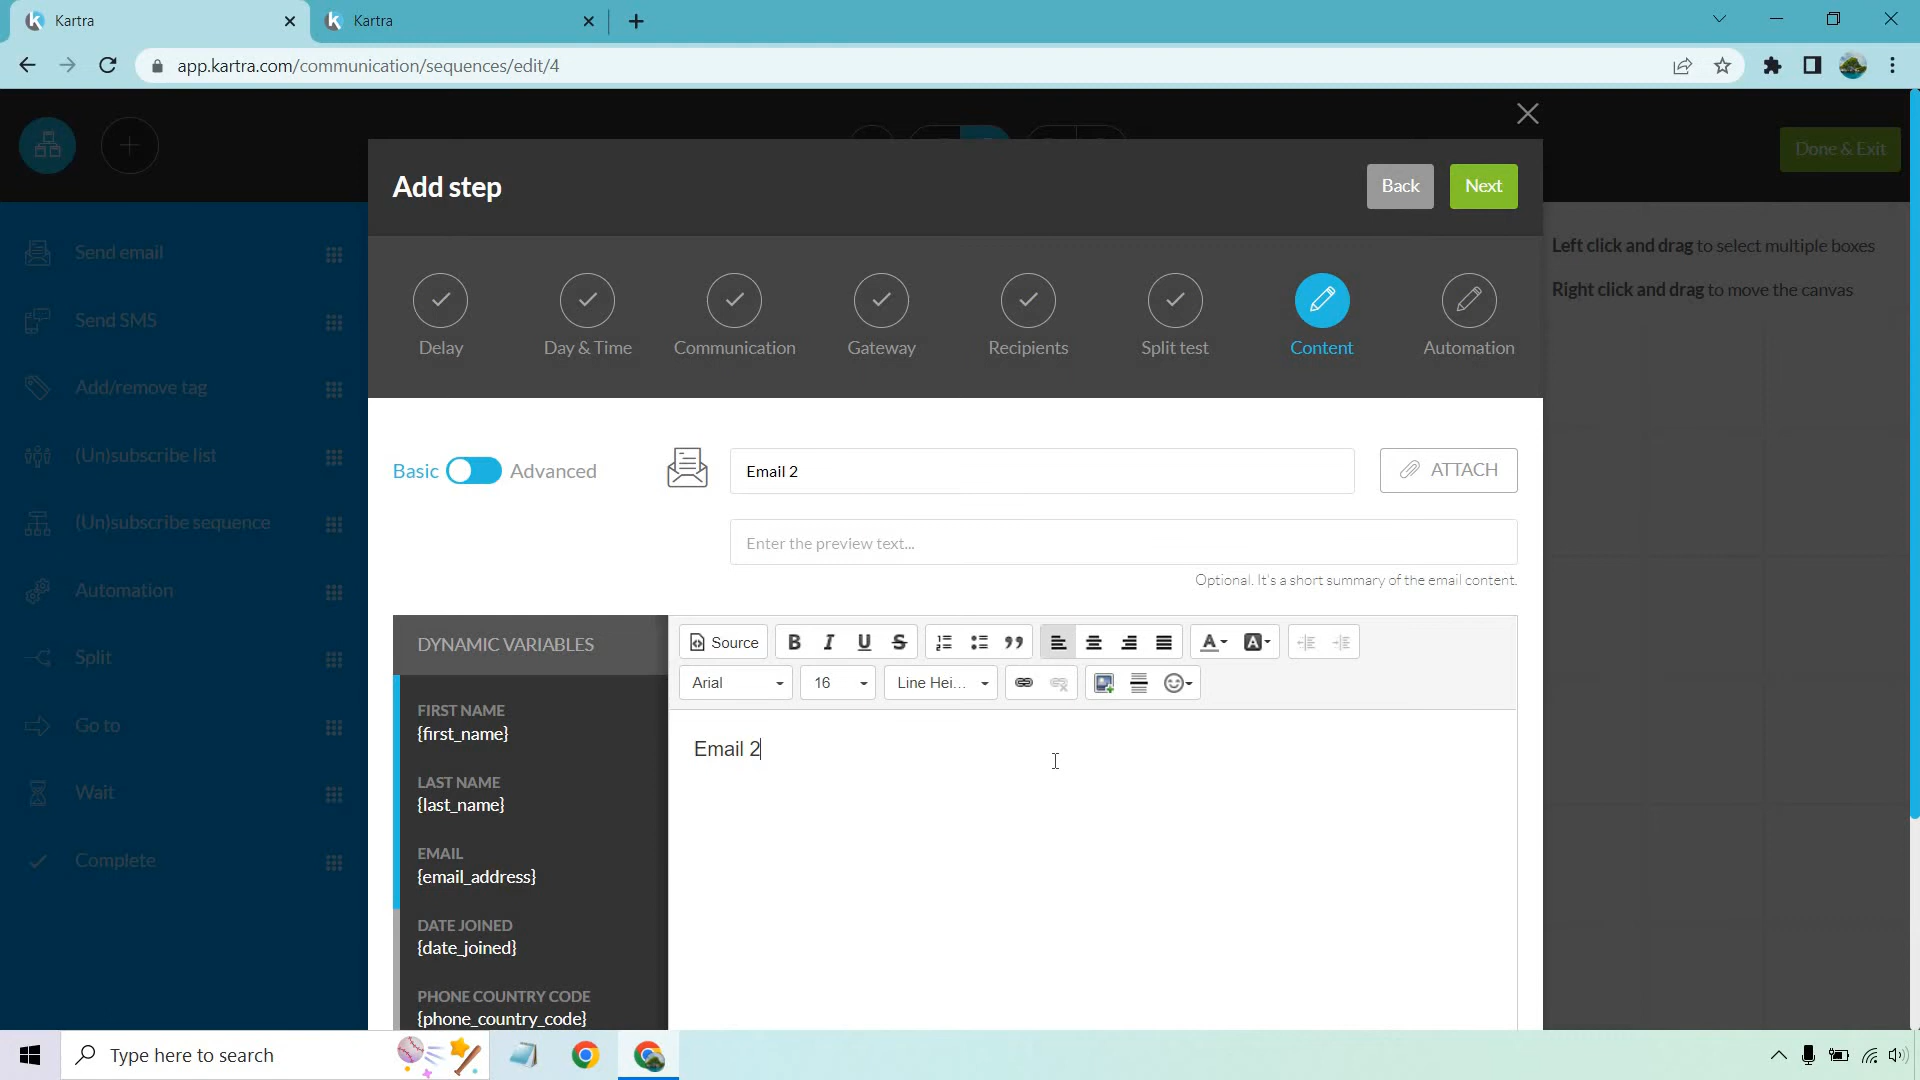 Kartra
Kartra
app.kartra.com/communication/sequences/edit/4
Done & Exit
Add step
Back
Next
Send email
Send SMS
Add/remove tag
(Un)subscribe list
(Un)subscribe sequence
Automation
Split
Go to
Wait
Complete
Left click and drag to select multiple boxes
Right click and drag to move the canvas
Delay
Day & Time
Communication
Gateway
Recipients
Split test
Content
Automation
Basic
Advanced
Email 2
ATTACH
Enter the preview text...
Optional. It's a short summary of the email content.
DYNAMIC VARIABLES
FIRST NAME
{first_name}
LAST NAME
{last_name}
EMAIL
{email_address}
DATE JOINED
{date_joined}
PHONE COUNTRY CODE
{phone_country_code}
Source
B I U S
A A
Arial
16
Line Hei...
Email 2
Type here to search